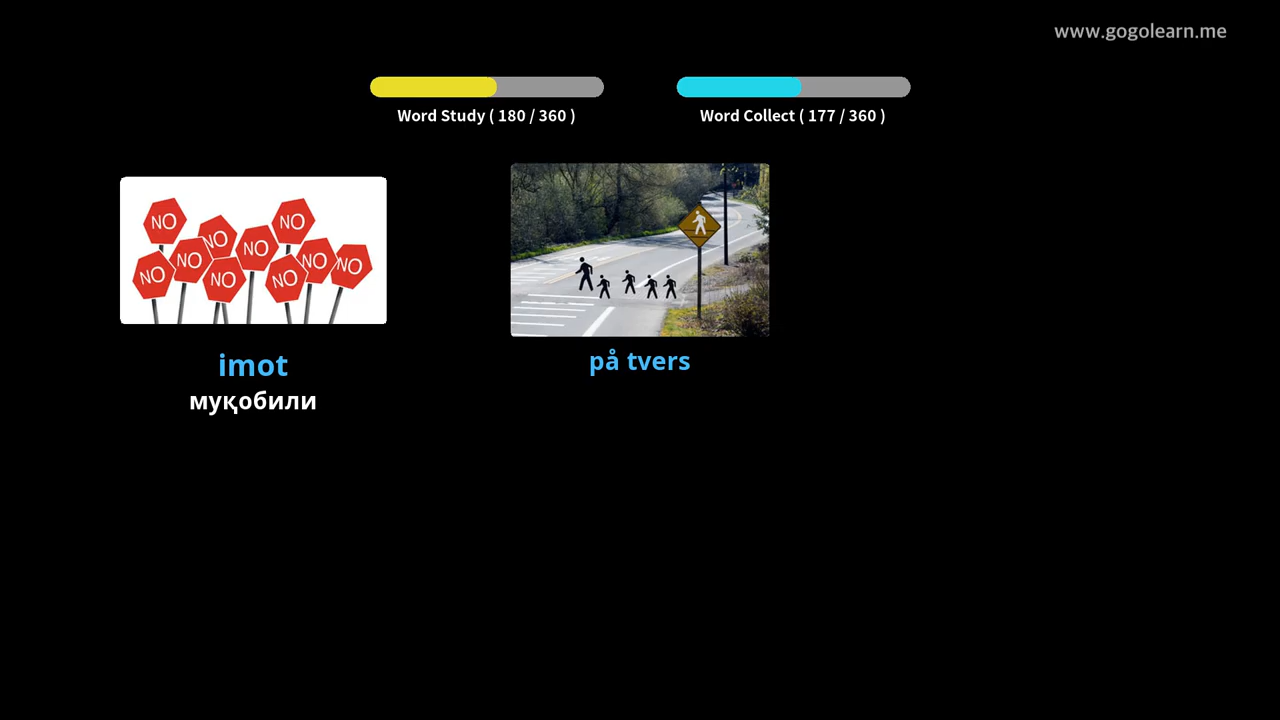 www.gogolearn.me
Word Study ( 180 / 360 )
Word Collect ( 177 / 360 )
NO
NO
NO
NO
NO
NO
NO
NO
NO
NO
imot
муқобили
på tvers